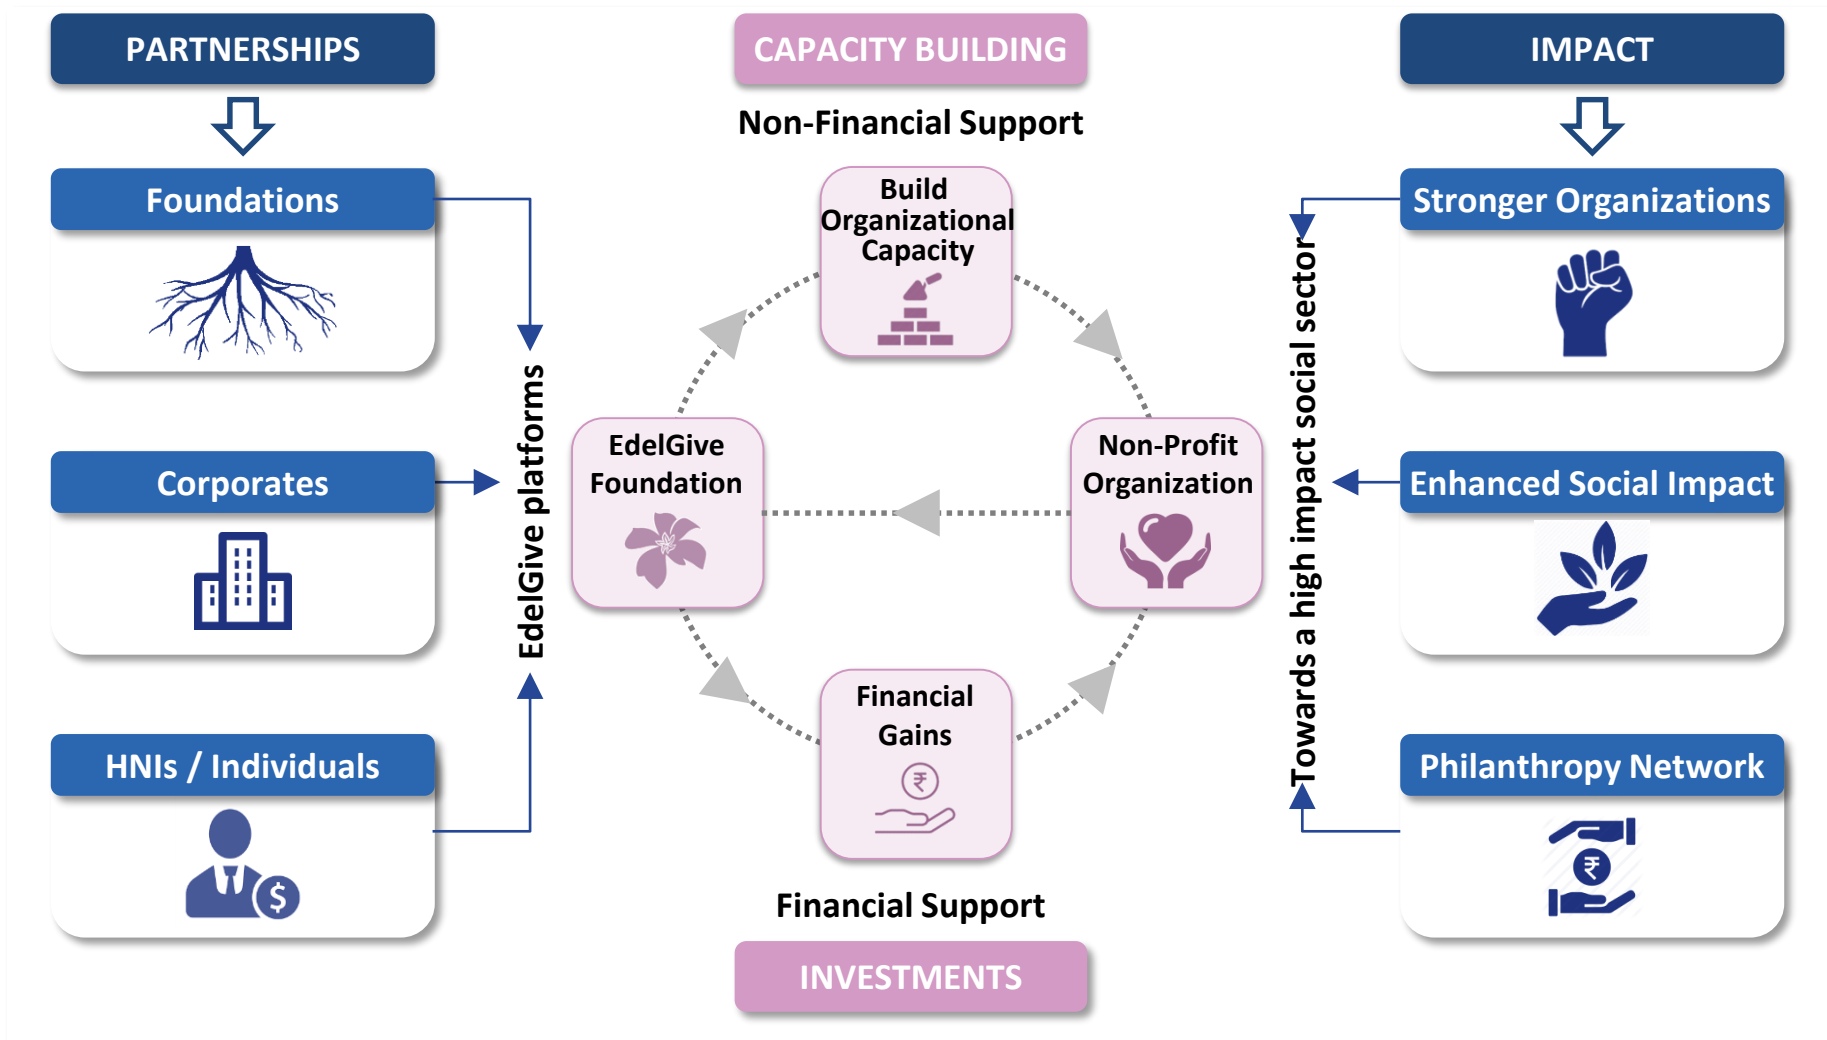 PARTNERSHIPS
Foundations
Corporates
HNIs / Individuals
$
EdelGive platforms
CAPACITY BUILDING
Non-Financial Support
Build
Organizational
Capacity
EdelGive
Foundation
Non-Profit
Organization
Financial
Gains
₹
Financial Support
INVESTMENTS
Towards a high impact social sector
IMPACT
Stronger Organizations
Enhanced Social Impact
Philanthropy Network
₹